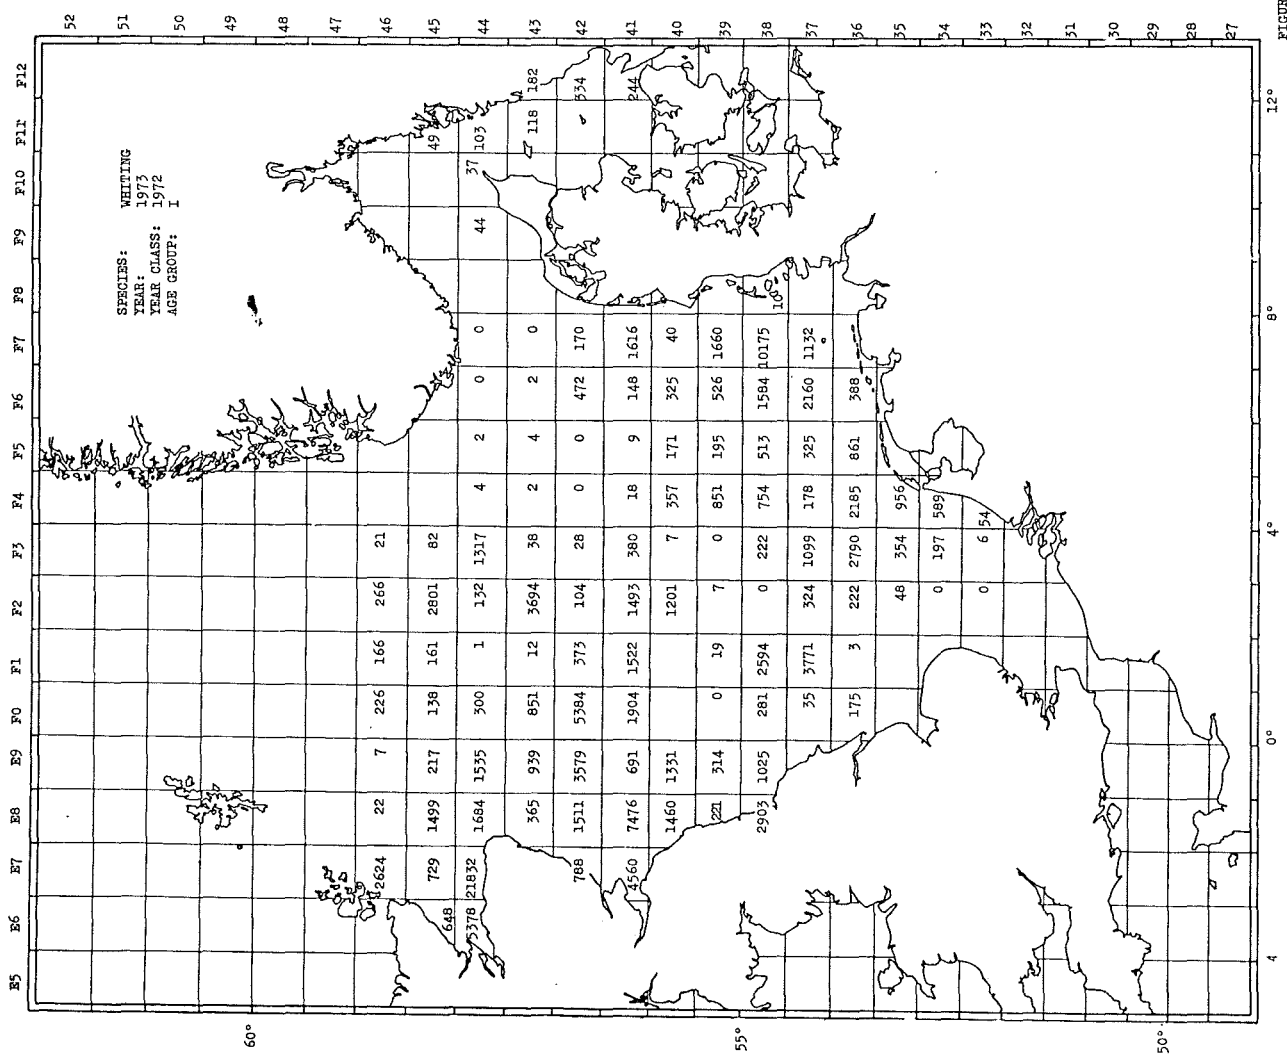 E5 E6 E7 E8 E9 F0 F1 F2 F3 F4 F5 F6 F7 F8 F9 F10 F11 F12
52
51
50
49
48
47
46
45
44
43
42
41
40
39
38
37
36
35
34
33
32
31
30
29
28
27
SPECIES: WHITING
YEAR: 1973
YEAR CLASS: 1972
AGE GROUP: I
60°
55°
50°
2624 22 7 226 166 266 21
648 729 1499 217 138 161 2801 82 49
5378 21832 1684 1535 300 1 132 1317 4 2 0 0 44 37 103
365 939 851 12 3694 38 2 4 2 0 118 182
788 1511 3579 5384 373 104 28 0 0 472 170 334
4560 7476 691 1904 1522 1493 380 18 9 148 1616 244
1460 1331 1201 7 357 171 325 40
221 314 0 19 7 0 851 195 526 1660
2903 1025 281 2594 0 222 754 513 1584 10175 10
35 3771 324 1099 178 325 2160 1132
175 3 222 2790 2185 861 388
48 354 956
0 197 589
0 6 54
4 0° 4° 8° 12°
FIGURE